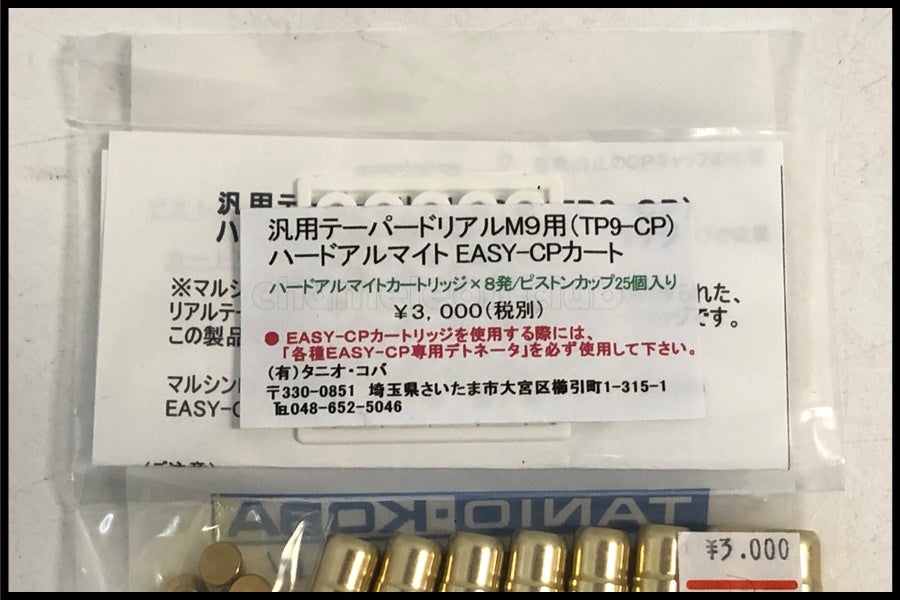 汎用テ
ハ
汎用テーパードリアルM9用(TP9-CP)
ハードアルマイト EASY-CPカート
ハードアルマイトカートリッジ×8発/ピストンカップ25個入り
¥3,000(税別)
● EASY-CPカートリッジを使用する際には、
「各種EASY-CP専用デトネータ」を必ず使用して下さい。
(有)タニオ・コバ
〒330-0851 埼玉県さいたま市大宮区櫛引町1-315-1
℡048-652-5046
※マルシ
リアルテー
この製品
れた、
です。
マルシン
EASY-C
(ご注意)
TANIO・KOBA
¥3.000